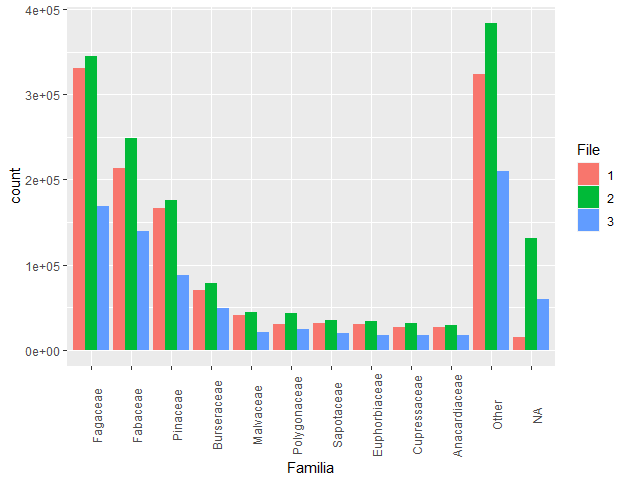 4e+05
3e+05
2e+05
1e+05
0e+00
count
Fagaceae
Fabaceae
Pinaceae
Burseraceae
Malvaceae
Polygonaceae
Sapotaceae
Euphorbiaceae
Cupressaceae
Anacardiaceae
Other
NA
Familia
File
1
2
3